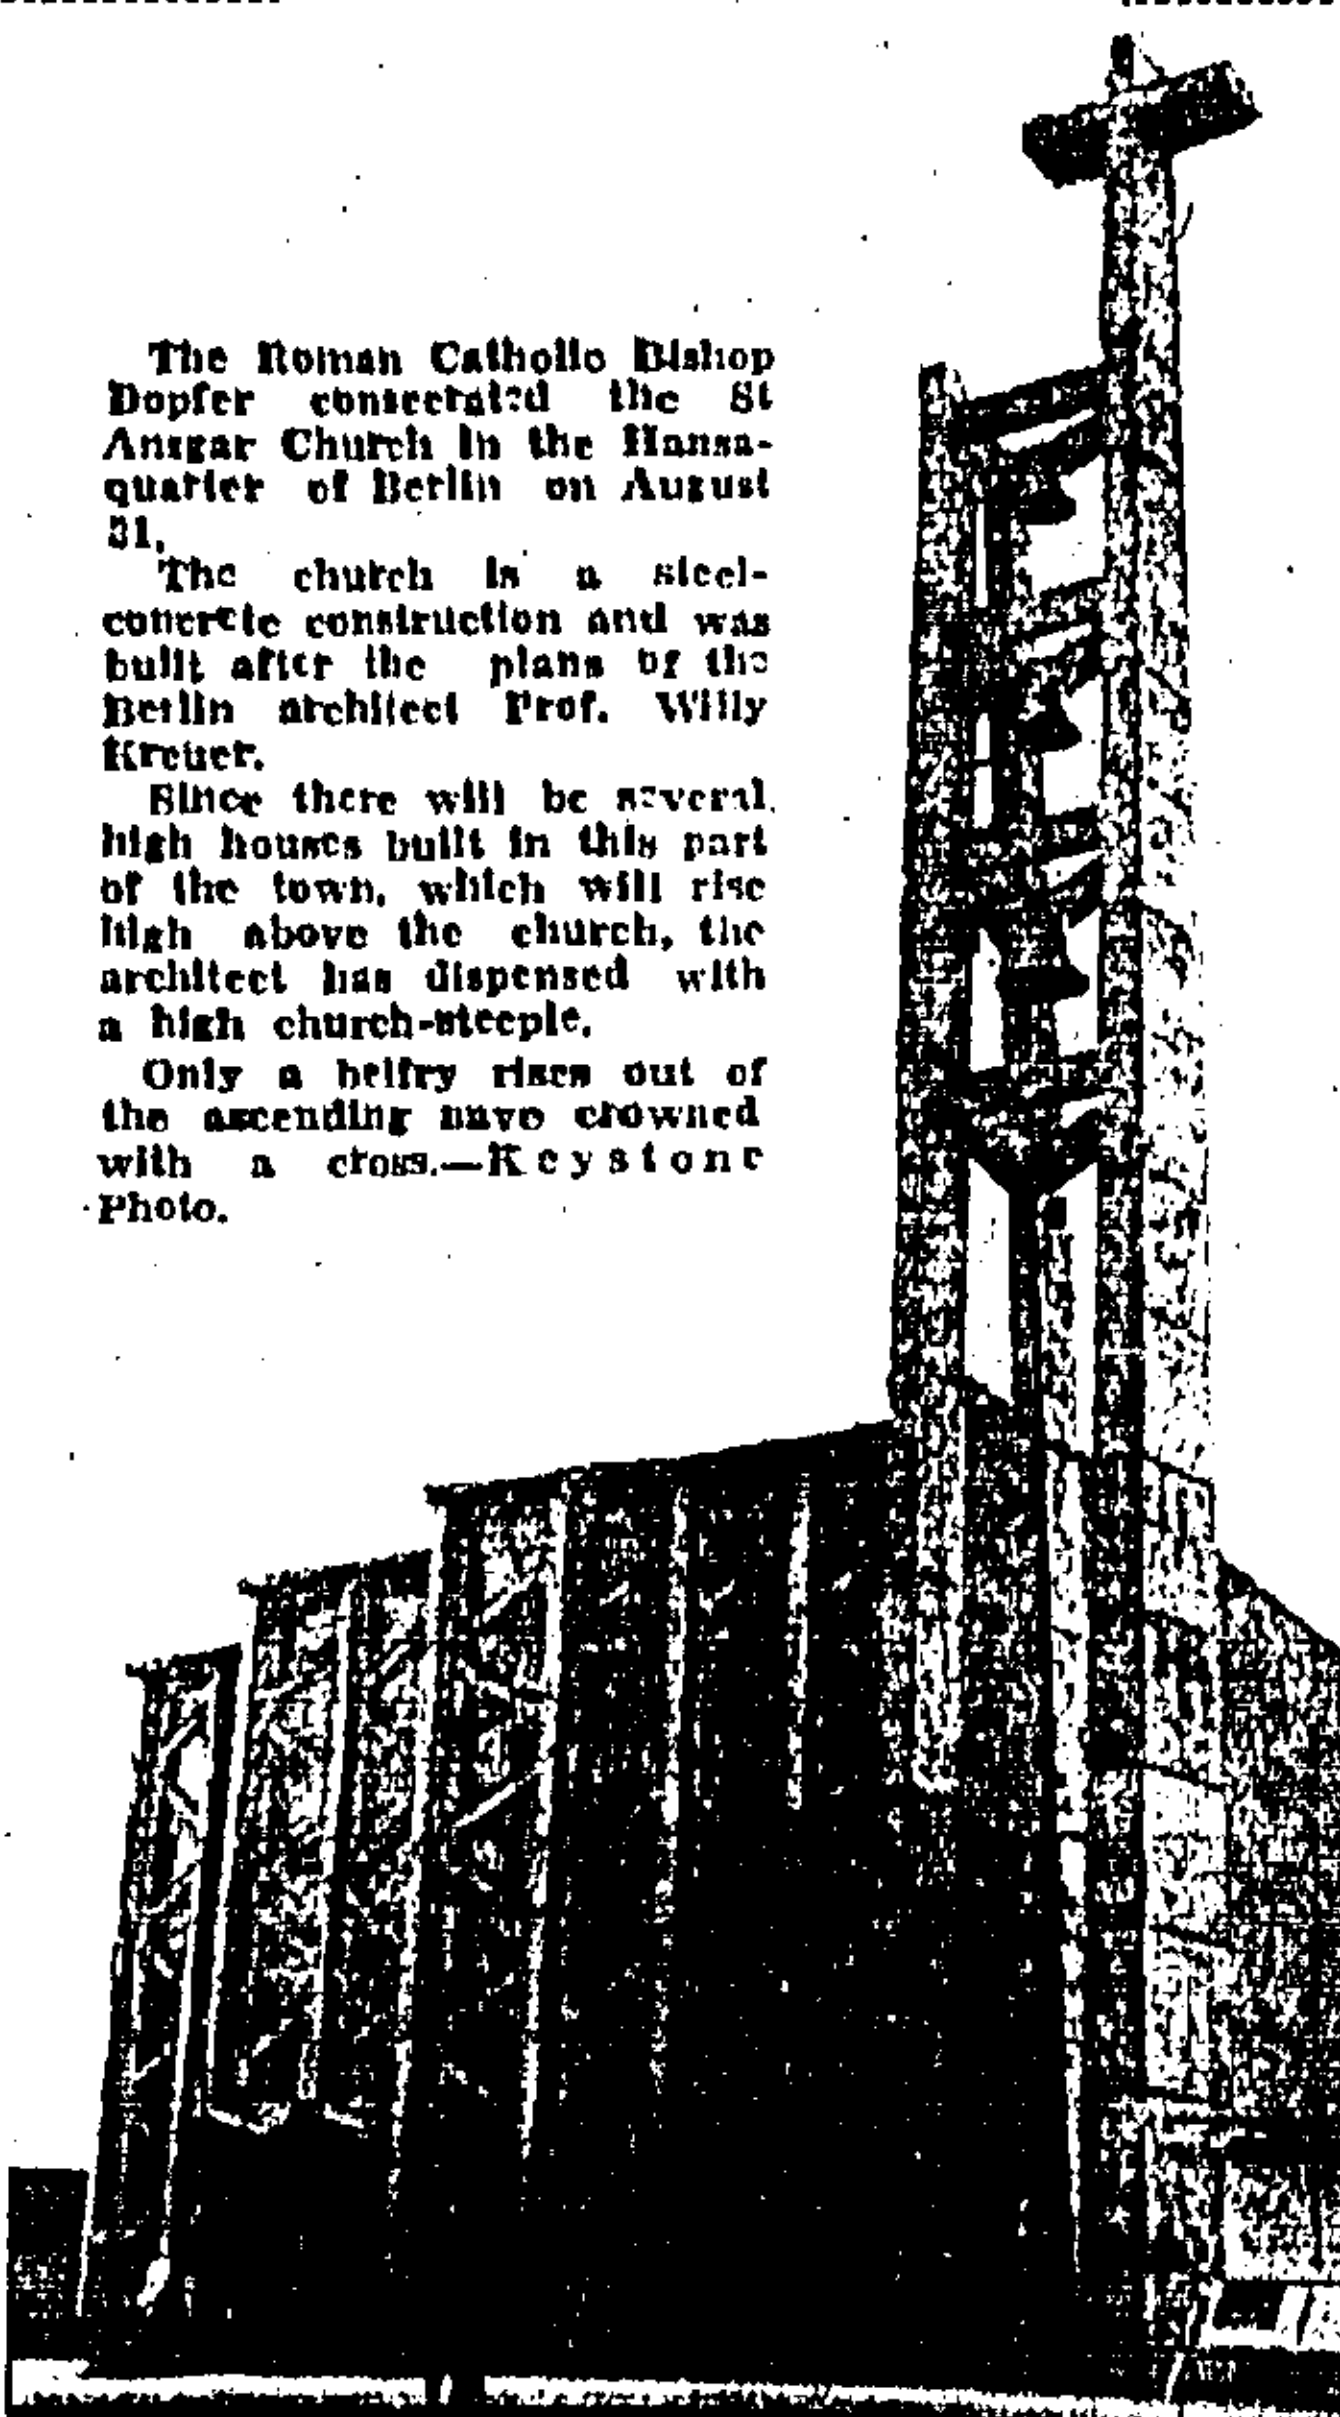 The Roman Catholic Bishop
Dopfer consecrated the St
Ansgar Church in the Hansa-
quarter of Berlin on August
31.
The church is a steel-
concrete construction and was
built after the plans of the
Berlin architect Prof. Willy
Kreuer.
Since there will be several
high houses built in this part
of the town, which will rise
high above the church, the
architect has dispensed with
a high church-steeple.
Only a belfry rises out of
the ascending nave crowned
with a cross.—Keystone
Photo.